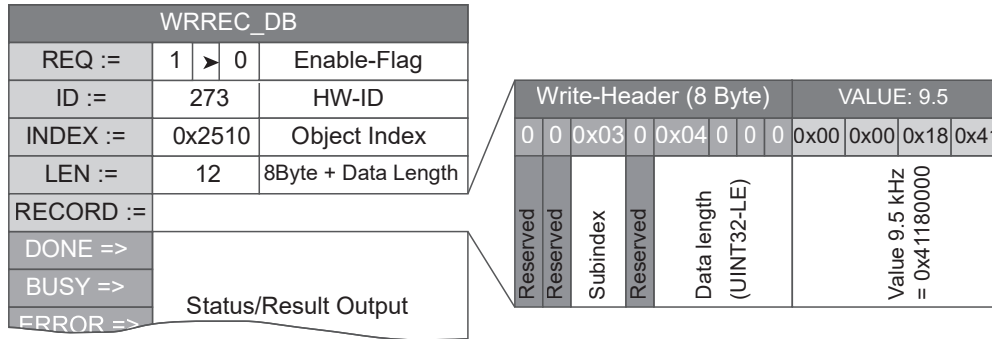 WRREC_DB
REQ := 1 ➤ 0 Enable-Flag
ID := 273 HW-ID
INDEX := 0x2510 Object Index
LEN := 12 8Byte + Data Length
RECORD :=
DONE =>
BUSY =>
ERROR =>
Status/Result Output
Write-Header (8 Byte) VALUE: 9.5
0 0 0x03 0 0x04 0 0 0 0x00 0x00 0x18 0x41
Reserved
Reserved
Subindex
Reserved
Data length
(UINT32-LE)
Value 9.5 kHz
= 0x41180000